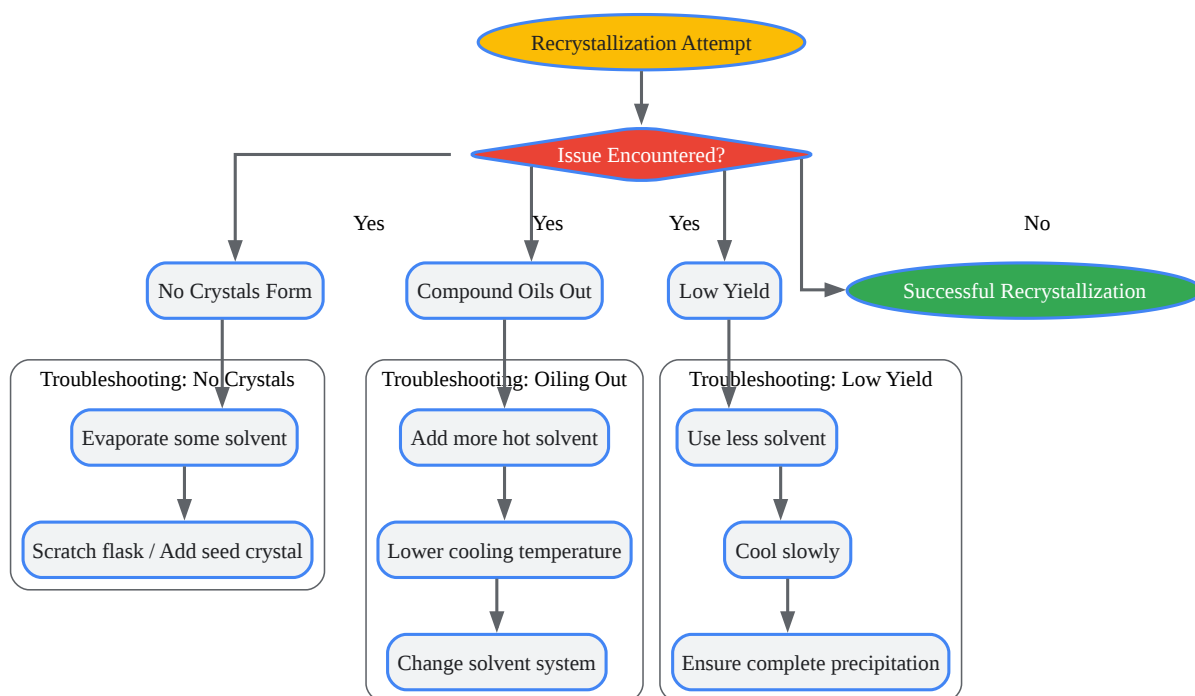 Recrystallization Attempt
Issue Encountered?
Yes
Yes
Yes
No
No Crystals Form
Compound Oils Out
Low Yield
Successful Recrystallization
Troubleshooting: No Crystals
Troubleshooting: Oiling Out
Troubleshooting: Low Yield
Evaporate some solvent
Add more hot solvent
Use less solvent
Scratch flask / Add seed crystal
Lower cooling temperature
Cool slowly
Change solvent system
Ensure complete precipitation